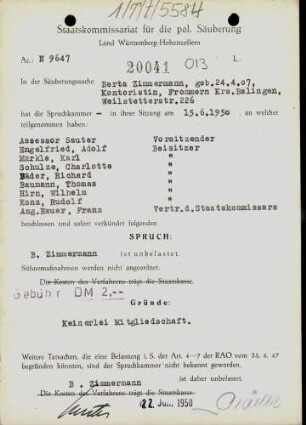 1/T/t/5584
Staatskommissariat für die pol. Säuberung
Land Württemberg-Hohenzollern
Az.: N 9647
20041 013
L:
In der Säuberungssache Berta Zimmermann, geb.24.4.07,
Kontoristin, Frommern Krs.Balingen,
Weilstetterstr.226
hat die Spruchkammer – in ihrer Sitzung am 15.6.1950, an welcher
teilgenommen haben:
Assessor Sauter Vorsitzender
Engelfried, Adolf Beisitzer
Märkle, Karl "
Schulze, Charlotte "
Bäder, Richard "
Baumann, Thomas "
Hirn, Wilhelm "
Konz, Rudolf "
Ang.Bauer, Franz Vertr.d.Staatskommissars
beschlossen und sofort verkündet folgenden
SPRUCH:
B. Zimmermann ist unbelastet.
Sühnemaßnahmen werden nicht angeordnet.
Die Kosten des Verfahrens trägt die Staatskasse.
Gebühr DM 2.--
Gründe:
Keinerlei Mitgliedschaft.
Weitere Tatsachen, die eine Belastung i. S. der Art. 4–7 der RAO vom 25. 4. 47
begründen könnten, sind der Spruchkammer nicht bekannt geworden.
B. Zimmermann ist daher unbelastet.
Die Kosten des Verfahrens trägt die Staatskasse.
22. Juli 1950